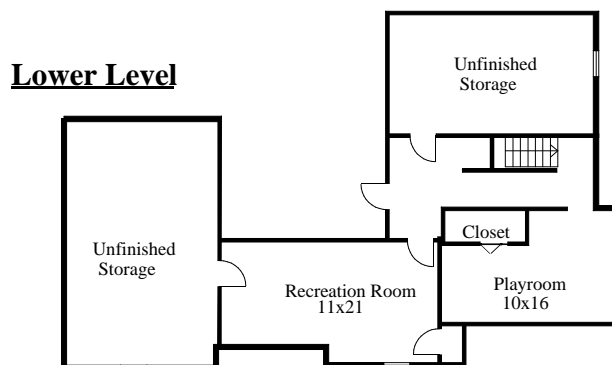 Lower Level
Unfinished
Storage
Closet
Unfinished
Storage
Recreation Room
11x21
Playroom
10x16